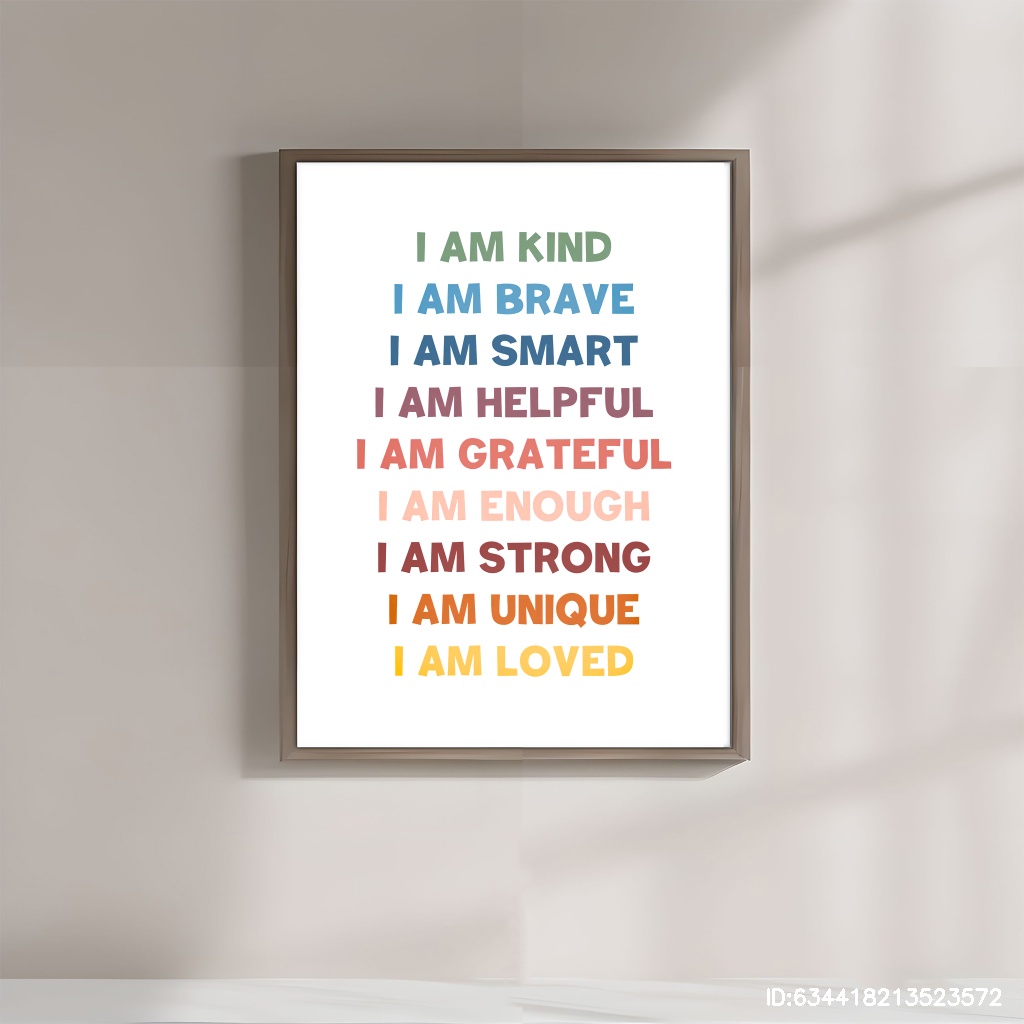 I AM KIND
I AM BRAVE
I AM SMART
I AM HELPFUL
I AM GRATEFUL
I AM ENOUGH
I AM STRONG
I AM UNIQUE
I AM LOVED
ID:634418213523572